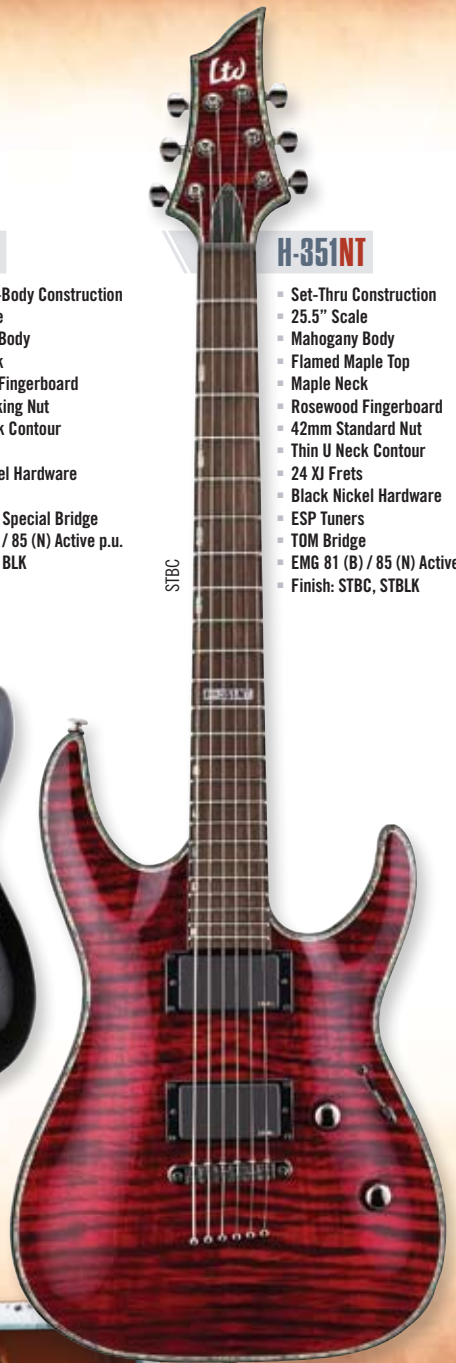 Ltd
-Body Construction
e
Body
k
Fingerboard
king Nut
k Contour
el Hardware
Special Bridge
/ 85 (N) Active p.u.
BLK
STBC
H-351NT
Set-Thru Construction
25.5” Scale
Mahogany Body
Flamed Maple Top
Maple Neck
Rosewood Fingerboard
42mm Standard Nut
Thin U Neck Contour
24 XJ Frets
Black Nickel Hardware
ESP Tuners
TOM Bridge
EMG 81 (B) / 85 (N) Active
Finish: STBC, STBLK
H-351NT